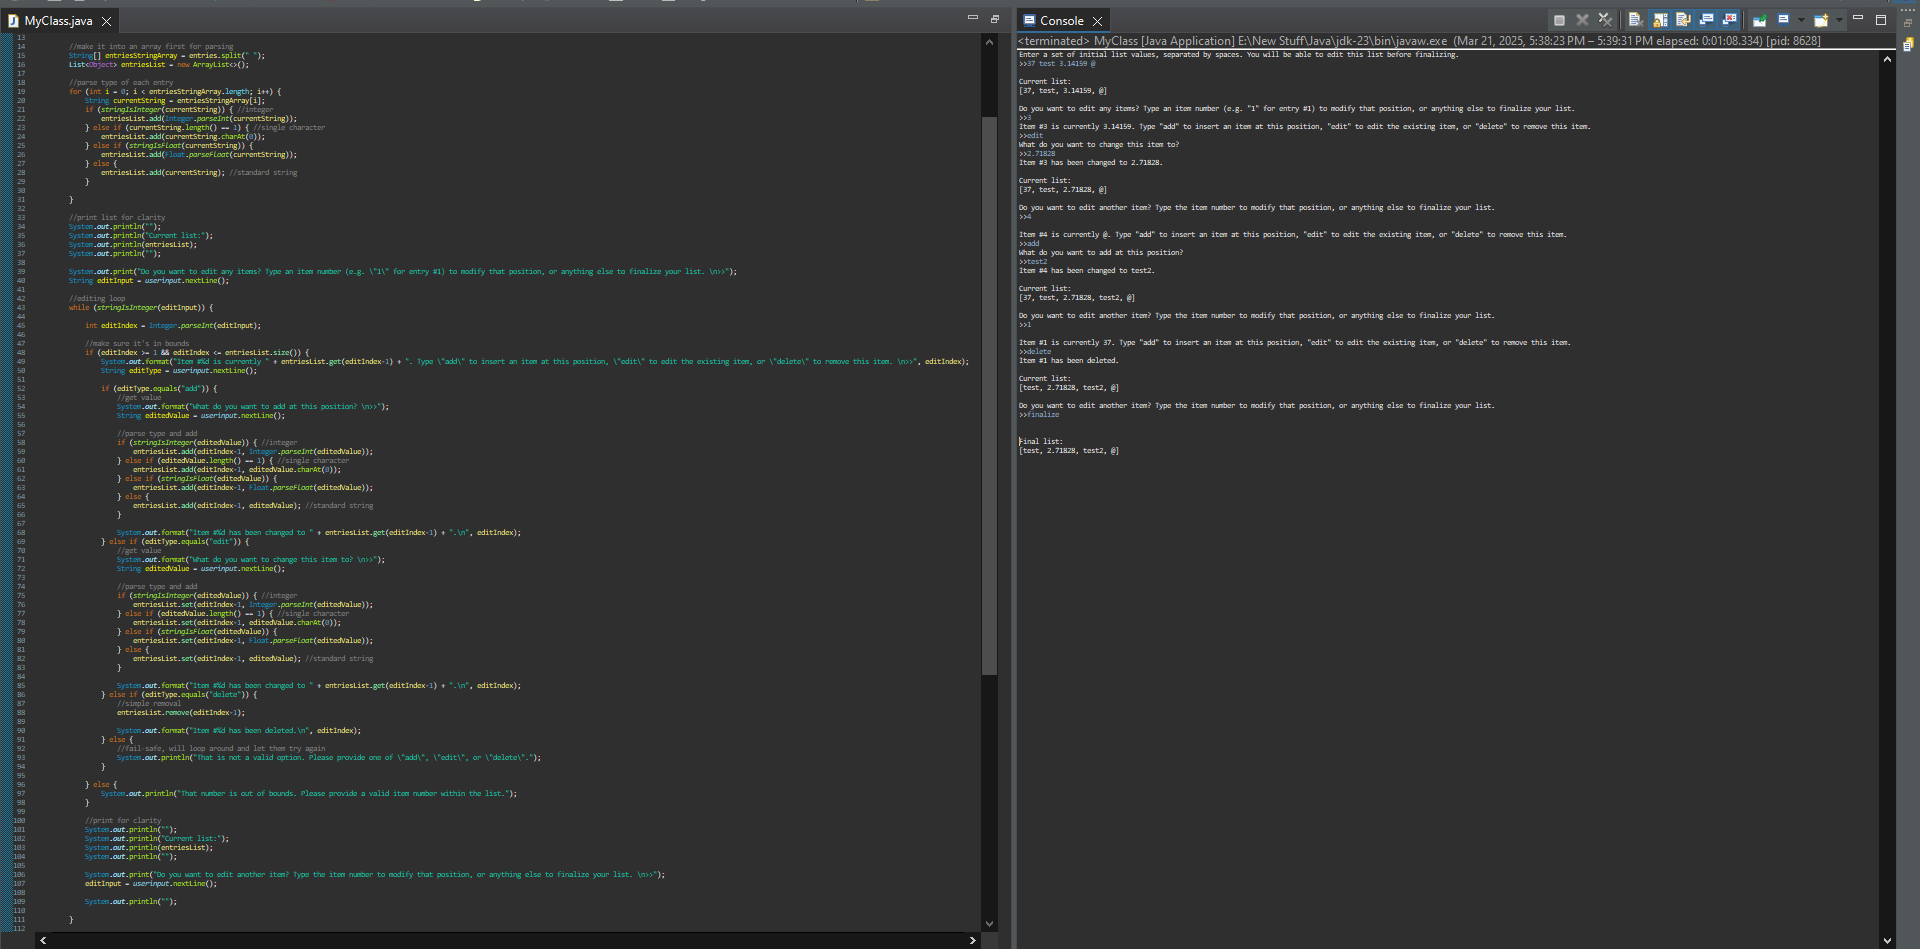 MyClass.java
13
14 //make it into an array first for parsing
15 String[] entriesStringArray = entries.split(" ");
16 List<Object> entriesList = new ArrayList<>();
17
18 //parse type of each entry
19 for (int i = 0; i < entriesStringArray.length; i++) {
20 String currentString = entriesStringArray[i];
21 if (stringIsInteger(currentString)) { //integer
22 entriesList.add(Integer.parseInt(currentString));
23 } else if (currentString.length() == 1) { //single character
24 entriesList.add(currentString.charAt(0));
25 } else if (stringIsFloat(currentString)) {
26 entriesList.add(Float.parseFloat(currentString));
27 } else {
28 entriesList.add(currentString); //standard string
29 }
30
31 }
32
33 //print list for clarity
34 System.out.println("");
35 System.out.println("Current list:");
36 System.out.println(entriesList);
37 System.out.println("");
38
39 System.out.print("Do you want to edit any items? Type an item number (e.g. \"1\" for entry #1) to modify that position, or anything else to finalize your list. \n>>");
40 String editInput = userinput.nextLine();
41
42 //editing loop
43 while (stringIsInteger(editInput)) {
44
45 int editIndex = Integer.parseInt(editInput);
46
47 //make sure it's in bounds
48 if (editIndex >= 1 && editIndex <= entriesList.size()) {
49 System.out.format("Item #%d is currently " + entriesList.get(editIndex-1) + ". Type \"add\" to insert an item at this position, \"edit\" to edit the existing item, or \"delete\" to remove this item. \n>>", editIndex);
50 String editType = userinput.nextLine();
51
52 if (editType.equals("add")) {
53 //get value
54 System.out.format("What do you want to add at this position? \n>>");
55 String editedValue = userinput.nextLine();
56
57 //parse type and add
58 if (stringIsInteger(editedValue)) { //integer
59 entriesList.add(editIndex-1, Integer.parseInt(editedValue));
60 } else if (editedValue.length() == 1) { //single character
61 entriesList.add(editIndex-1, editedValue.charAt(0));
62 } else if (stringIsFloat(editedValue)) {
63 entriesList.add(editIndex-1, Float.parseFloat(editedValue));
64 } else {
65 entriesList.add(editIndex-1, editedValue); //standard string
66 }
67
68 System.out.format("Item #%d has been changed to " + entriesList.get(editIndex-1) + ".\n", editIndex);
69 } else if (editType.equals("edit")) {
70 //get value
71 System.out.format("What do you want to change this item to? \n>>");
72 String editedValue = userinput.nextLine();
73
74 //parse type and add
75 if (stringIsInteger(editedValue)) { //integer
76 entriesList.set(editIndex-1, Integer.parseInt(editedValue));
77 } else if (editedValue.length() == 1) { //single character
78 entriesList.set(editIndex-1, editedValue.charAt(0));
79 } else if (stringIsFloat(editedValue)) {
80 entriesList.set(editIndex-1, Float.parseFloat(editedValue));
81 } else {
82 entriesList.set(editIndex-1, editedValue); //standard string
83 }
84
85 System.out.format("Item #%d has been changed to " + entriesList.get(editIndex-1) + ".\n", editIndex);
86 } else if (editType.equals("delete")) {
87 //simple removal
88 entriesList.remove(editIndex-1);
89
90 System.out.format("Item #%d has been deleted.\n", editIndex);
91 } else {
92 //fail-safe, will loop around and let them try again
93 System.out.println("That is not a valid option. Please provide one of \"add\", \"edit\", or \"delete\".");
94 }
95
96 } else {
97 System.out.println("That number is out of bounds. Please provide a valid item number within the list.");
98 }
99
100 //print for clarity
101 System.out.println("");
102 System.out.println("Current list:");
103 System.out.println(entriesList);
104 System.out.println("");
105
106 System.out.print("Do you want to edit another item? Type the item number to modify that position, or anything else to finalize your list. \n>>");
107 editInput = userinput.nextLine();
108
109 System.out.println("");
110
111 }
112
Console
<terminated> MyClass [Java Application] E:\New Stuff\Java\jdk-23\bin\javaw.exe (Mar 21, 2025, 5:38:23 PM – 5:39:31 PM elapsed: 0:01:08.334) [pid: 8628]
Enter a set of initial list values, separated by spaces. You will be able to edit this list before finalizing.
>>37 test 3.14159 @
Current list:
[37, test, 3.14159, @]
Do you want to edit any items? Type an item number (e.g. "1" for entry #1) to modify that position, or anything else to finalize your list.
>>3
Item #3 is currently 3.14159. Type "add" to insert an item at this position, "edit" to edit the existing item, or "delete" to remove this item.
>>edit
What do you want to change this item to?
>>2.71828
Item #3 has been changed to 2.71828.
Current list:
[37, test, 2.71828, @]
Do you want to edit another item? Type the item number to modify that position, or anything else to finalize your list.
>>4
Item #4 is currently @. Type "add" to insert an item at this position, "edit" to edit the existing item, or "delete" to remove this item.
>>add
What do you want to add at this position?
>>test2
Item #4 has been changed to test2.
Current list:
[37, test, 2.71828, test2, @]
Do you want to edit another item? Type the item number to modify that position, or anything else to finalize your list.
>>1
Item #1 is currently 37. Type "add" to insert an item at this position, "edit" to edit the existing item, or "delete" to remove this item.
>>delete
Item #1 has been deleted.
Current list:
[test, 2.71828, test2, @]
Do you want to edit another item? Type the item number to modify that position, or anything else to finalize your list.
>>finalize
Final list:
[test, 2.71828, test2, @]